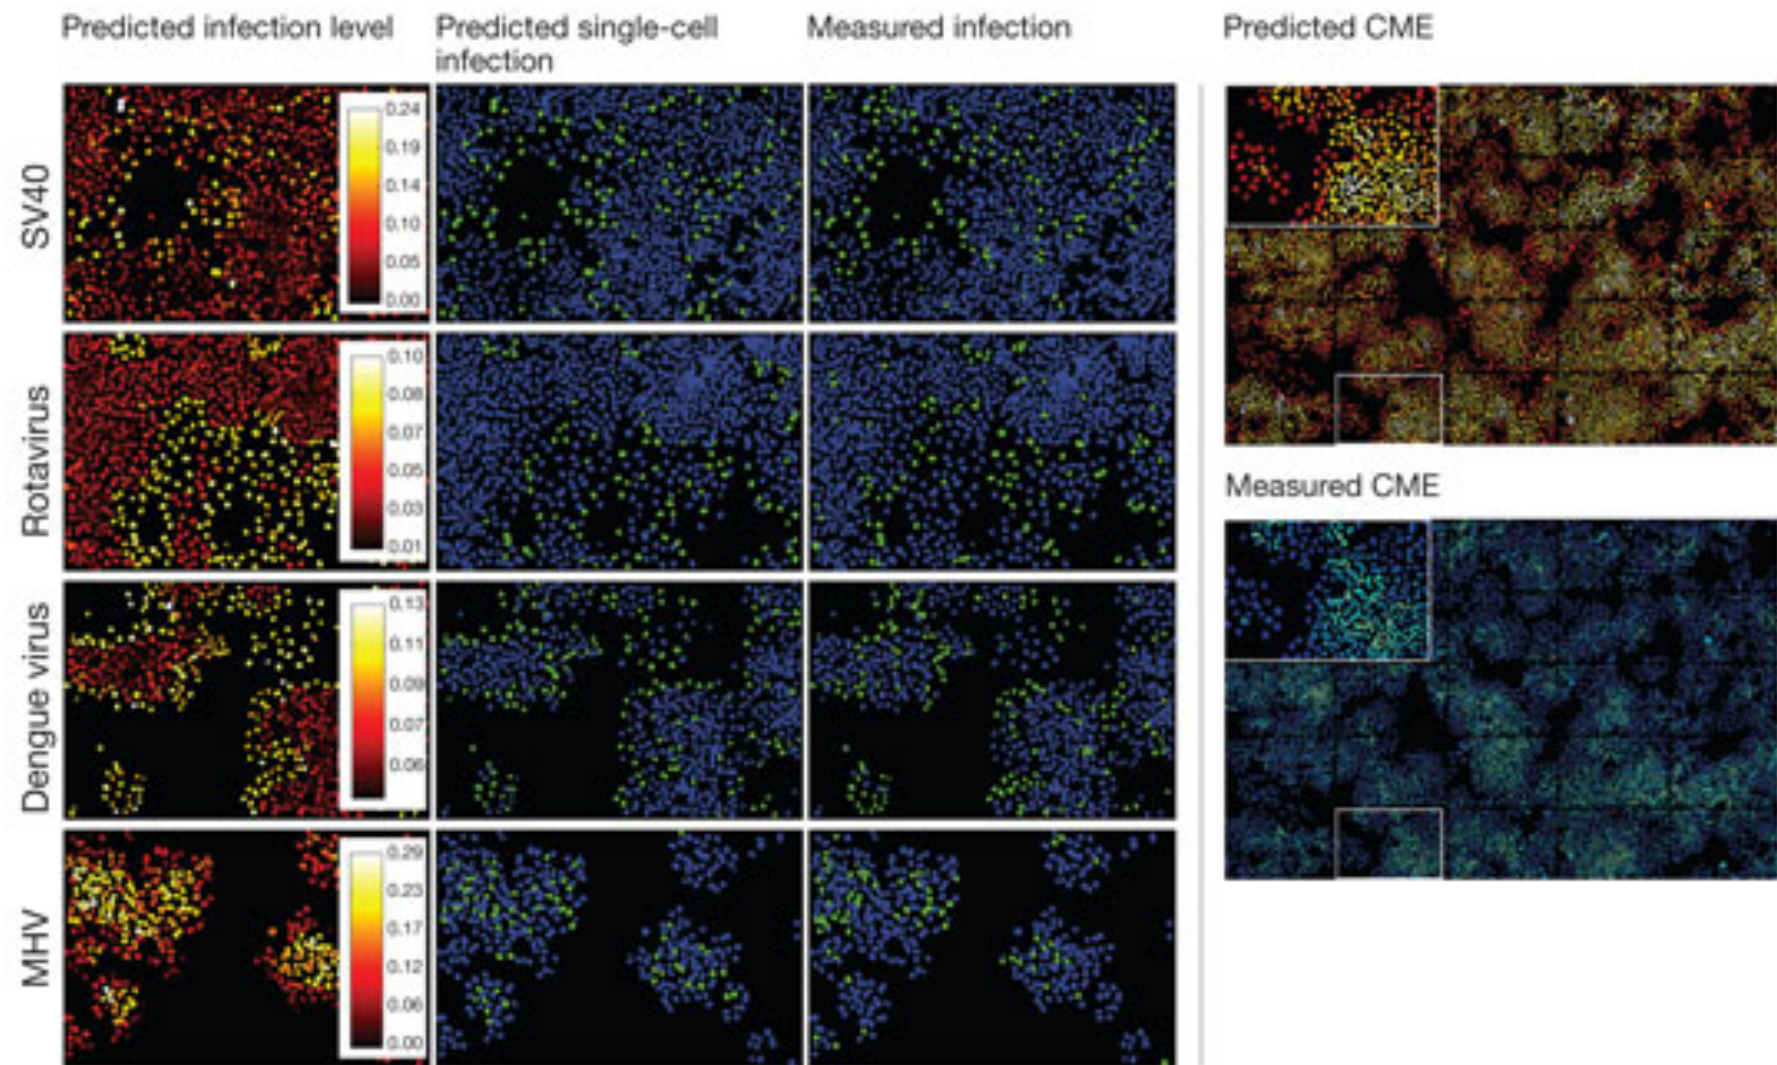 Predicted infection level
Predicted single-cell
infection
Measured infection
Predicted CME
SV40
0.24
0.19
0.14
0.10
0.05
0.00
Rotavirus
0.10
0.08
0.07
0.05
0.03
0.01
Measured CME
Dengue virus
0.13
0.11
0.09
0.07
0.06
MHV
0.29
0.23
0.17
0.12
0.06
0.00